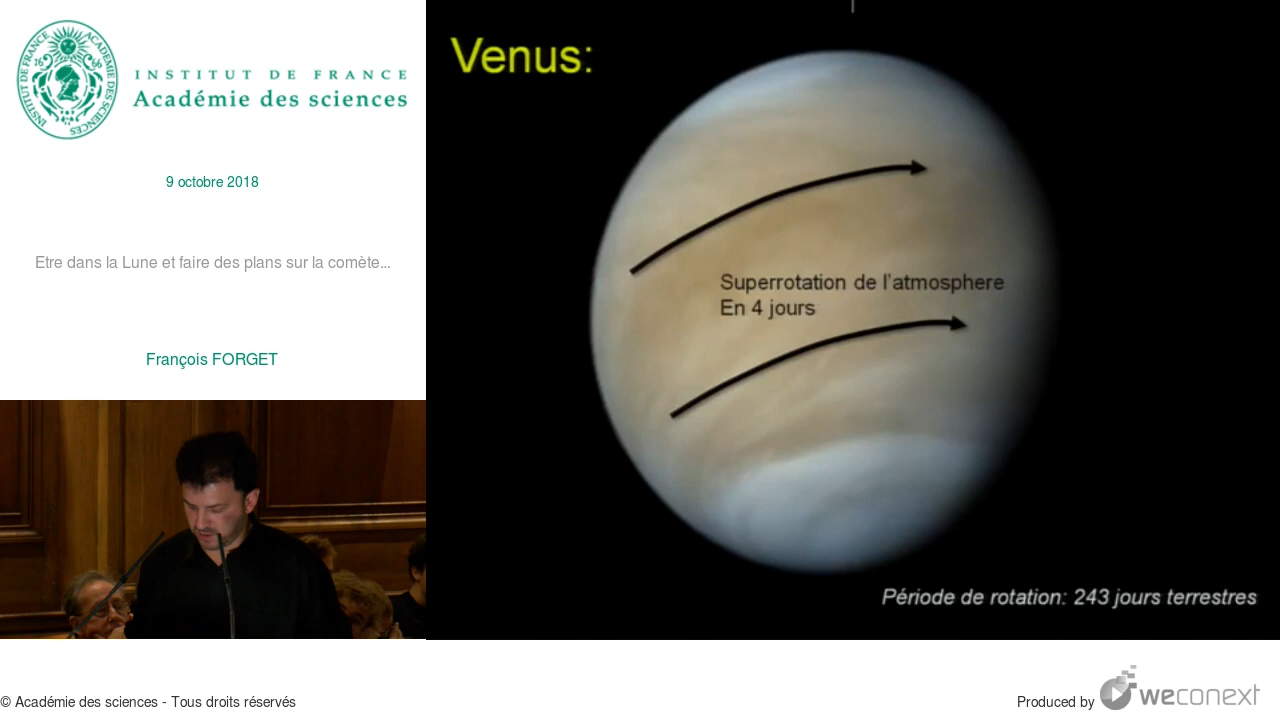 INSTITUT DE FRANCE
Académie des sciences
9 octobre 2018
Etre dans la Lune et faire des plans sur la comète...
François FORGET
Venus:
Superrotation de l'atmosphere
En 4 jours
Période de rotation: 243 jours terrestres
© Académie des sciences - Tous droits réservés
Produced by weconext